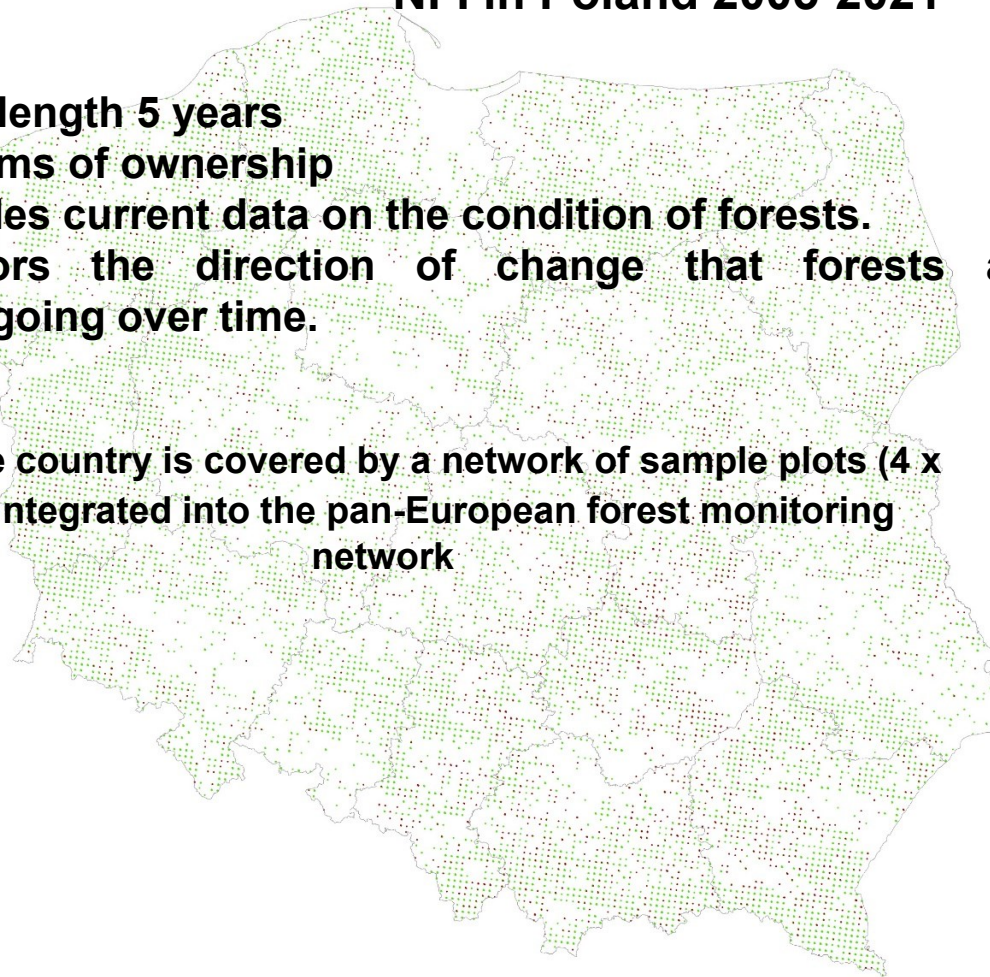 in Poland 2021
length 5 years
ms of ownership
les current data on the condition of forests.
ors the direction of change that forests a
going over time.
e country is covered by a network of sample plots (4 x
ntegrated into the pan-European forest monitoring
network